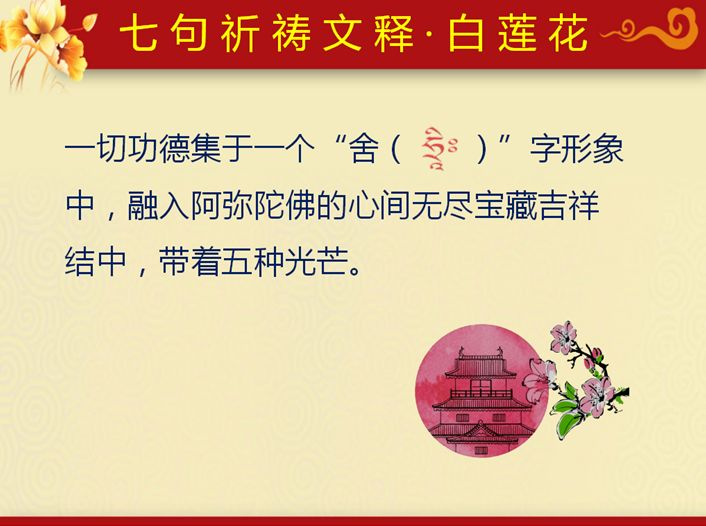 七句祈祷文释·白莲花
一切功德集于一个“舍（ ）”字形象
中，融入阿弥陀佛的心间无尽宝藏吉祥
结中，带着五种光芒。